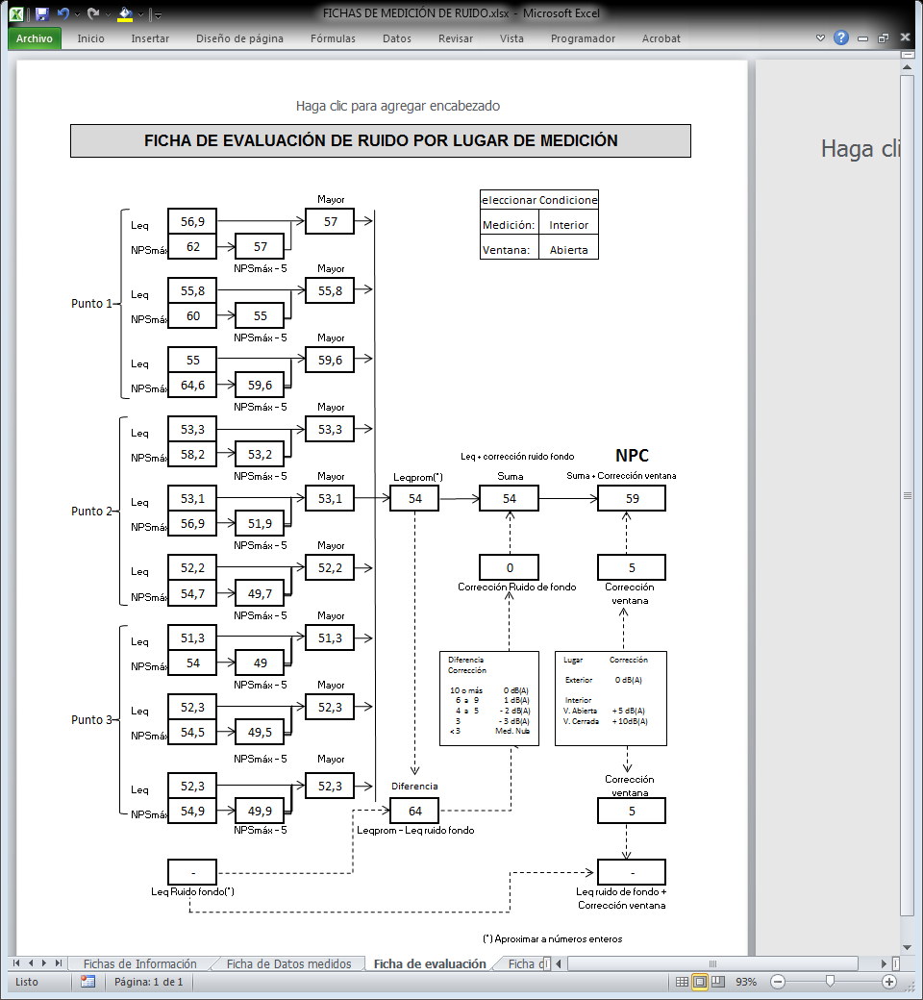 FICHAS DE MEDICIÓN DE RUIDO.xlsx - Microsoft Excel
Archivo Inicio Insertar Diseño de página Fórmulas Datos Revisar Vista Programador Acrobat
Haga clic para agregar encabezado
FICHA DE EVALUACIÓN DE RUIDO POR LUGAR DE MEDICIÓN
Haga cli
eleccionar Condicione
Medición: Interior
Ventana: Abierta
Punto 1
Mayor
Leq 56,9 57
NPSmáx 62 57
NPSmáx - 5
Mayor
Leq 55,8 55,8
NPSmáx 60 55
NPSmáx - 5
Mayor
Leq 55 59,6
NPSmáx 64,6 59,6
NPSmáx - 5
Punto 2
Mayor
Leq 53,3 53,3
NPSmáx 58,2 53,2
NPSmáx - 5
Mayor
Leq 53,1 53,1
NPSmáx 56,9 51,9
NPSmáx - 5
Mayor
Leq 52,2 52,2
NPSmáx 54,7 49,7
NPSmáx - 5
Punto 3
Mayor
Leq 51,3 51,3
NPSmáx 54 49
NPSmáx - 5
Mayor
Leq 52,3 52,3
NPSmáx 54,5 49,5
NPSmáx - 5
Mayor
Leq 52,3 52,3
NPSmáx 54,9 49,9
NPSmáx - 5
-
Leq Ruido fondo(*)
Leqprom(*)
54
Leq + corrección ruido fondo
Suma
54
NPC
Suma + Corrección ventana
59
0
Corrección Ruido de fondo
5
Corrección
ventana
Diferencia
Corrección
10 o más 0 dB(A)
6 a 9 1 dB(A)
4 a 5 - 2 dB(A)
3 - 3 dB(A)
< 3 Med. Nula
Lugar Corrección
Exterior 0 dB(A)
Interior
V. Abierta + 5 dB(A)
V. Cerrada + 10dB(A)
Diferencia
64
Leqprom - Leq ruido fondo
Corrección
ventana
5
-
Leq ruido de fondo +
Corrección ventana
(*) Aproximar a números enteros
Fichas de Información Ficha de Datos medidos Ficha de evaluación Ficha d
Listo Página: 1 de 1 93%